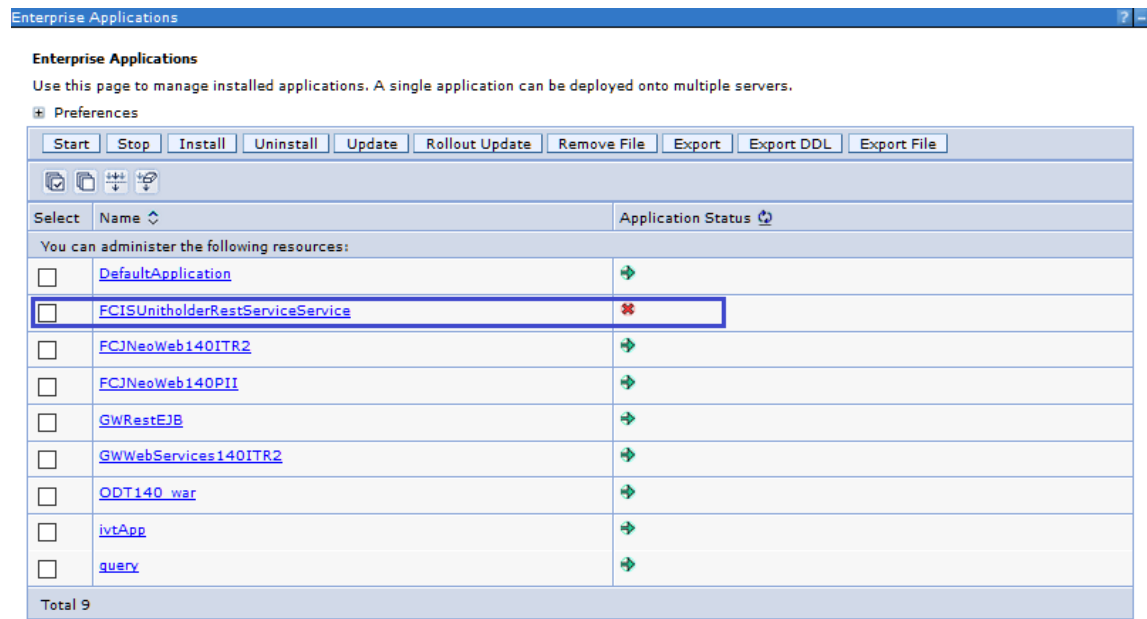 Enterprise Applications ? –
Enterprise Applications
Use this page to manage installed applications. A single application can be deployed onto multiple servers.
+ Preferences
Start Stop Install Uninstall Update Rollout Update Remove File Export Export DDL Export File
Select Name Application Status
You can administer the following resources:
DefaultApplication
FCISUnitholderRestServiceService
FCJNeoWeb140ITR2
FCJNeoWeb140PII
GWRestEJB
GWWebServices140ITR2
ODT140_war
ivtApp
query
Total 9